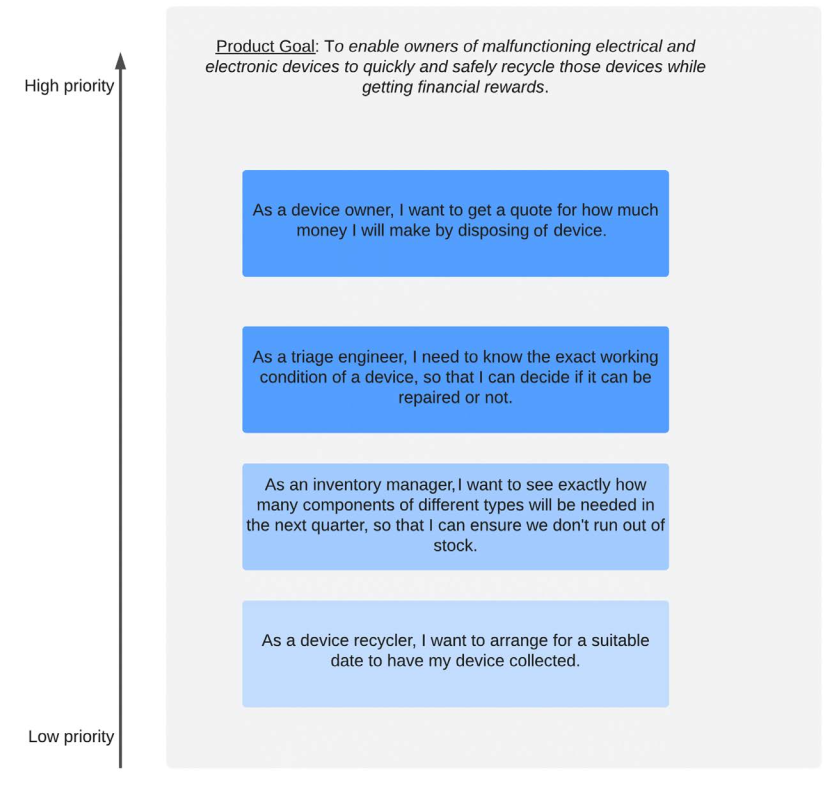 Product Goal: To enable owners of malfunctioning electrical and
electronic devices to quickly and safely recycle those devices while
getting financial rewards.
High priority
As a device owner, I want to get a quote for how much
money I will make by disposing of device.
As a triage engineer, I need to know the exact working
condition of a device, so that I can decide if it can be
repaired or not.
As an inventory manager,I want to see exactly how
many components of different types will be needed in
the next quarter, so that I can ensure we don't run out of
stock.
As a device recycler, I want to arrange for a suitable
date to have my device collected.
Low priority